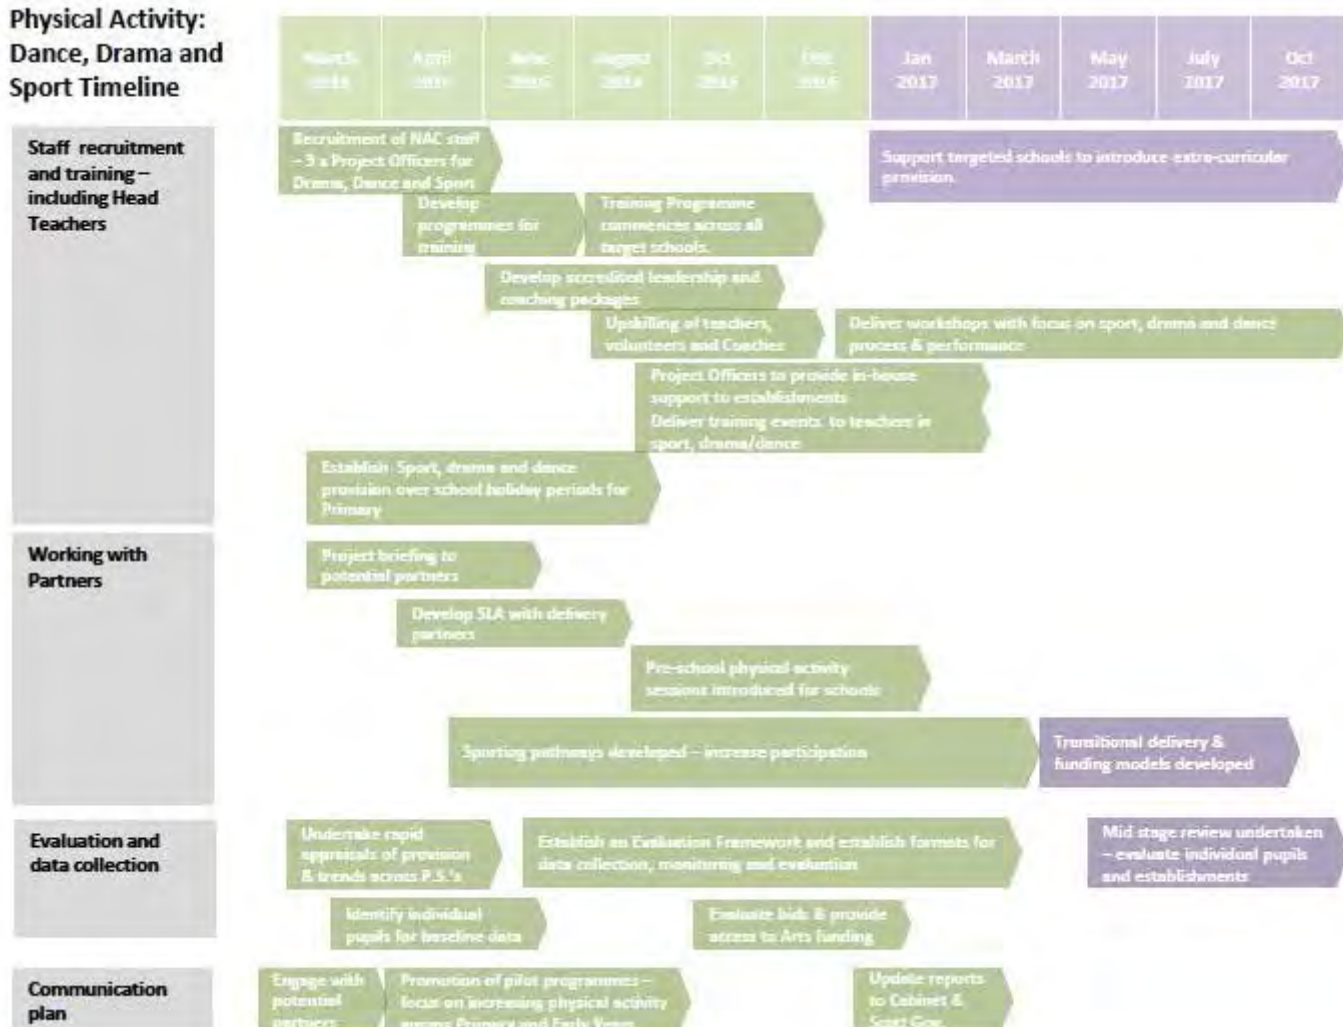 Physical Activity:
Dance, Drama and
Sport Timeline
March
April
June
August
Oct
Dec
Jan
March
May
July
Oct
2016
2017
2017
2017
2017
2017
Staff recruitment
and training –
including Head
Teachers
Recruitment of NAC staff
– 3 x Project Officers for
Drama, Dance and Sport
Support targeted schools to introduce extra-curricular
provision.
Develop
programmes for
training
Training Programme
commences across all
target schools.
Develop accredited leadership and
coaching packages
Upskilling of teachers,
volunteers and Coaches
Deliver workshops with focus on sport, drama and dance
process & performance
Project Officers to provide in-house
support to establishments
Deliver training events to teachers in
sport, drama/dance
Establish Sport, drama and dance
provision over school holiday periods for
Primary
Working with
Partners
Project briefing to
potential partners
Develop SLA with delivery
partners
Pre-school physical activity
sessions introduced for schools
Sporting pathways developed – increase participation
Transitional delivery &
funding models developed
Evaluation and
data collection
Undertake rapid
appraisals of provision
& trends across P.S.'s
Establish an Evaluation Framework and establish formats for
data collection, monitoring and evaluation
Mid stage review undertaken
– evaluate individual pupils
and establishments
Identify individual
pupils for baseline data
Evaluate bids & provide
access to Arts funding
Communication
plan
Engage with
potential
partners
Promotion of pilot programmes –
focus on increasing physical activity
across Primary and Early Years
Update reports
to Cabinet &
Scot Gov